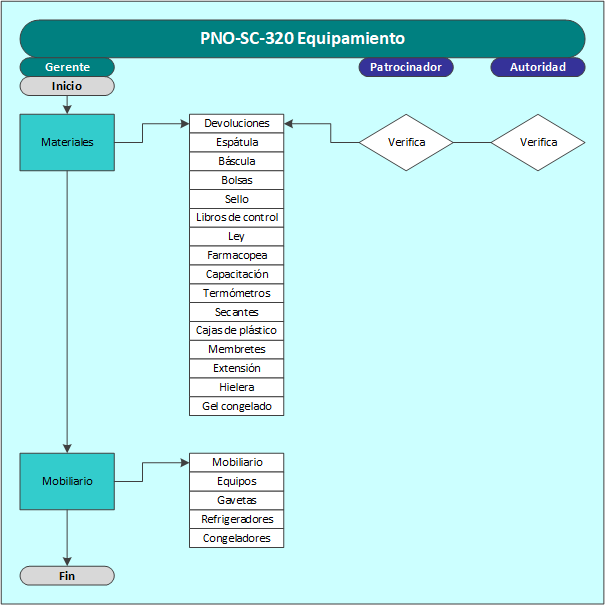 PNO-SC-320 Equipamiento
Gerente
Patrocinador
Autoridad
Inicio
Materiales
Devoluciones
Espátula
Báscula
Bolsas
Sello
Libros de control
Ley
Farmacopea
Capacitación
Termómetros
Secantes
Cajas de plástico
Membretes
Extensión
Hielera
Gel congelado
Verifica
Verifica
Mobiliario
Mobiliario
Equipos
Gavetas
Refrigeradores
Congeladores
Fin